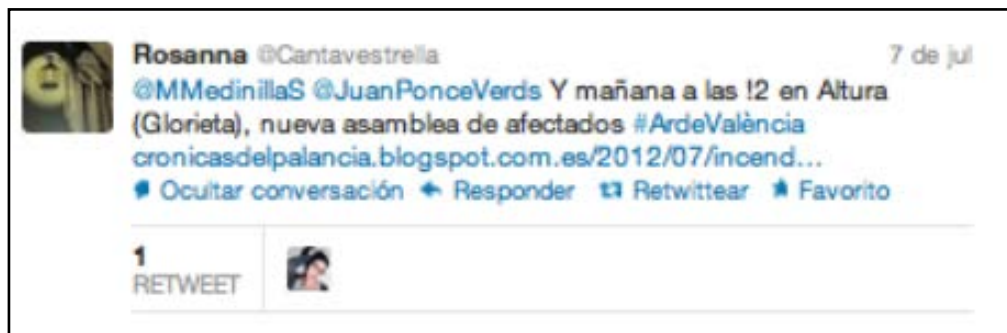 Rosanna @Cantavestrella 7 de jul
@MMedinillaS @JuanPonceVerds Y mañana a las !2 en Altura
(Glorieta), nueva asamblea de afectados #ArdeValència
cronicasdelpalancia.blogspot.com.es/2012/07/incend...
Ocultar conversación Responder Retwittear Favorito
1
RETWEET